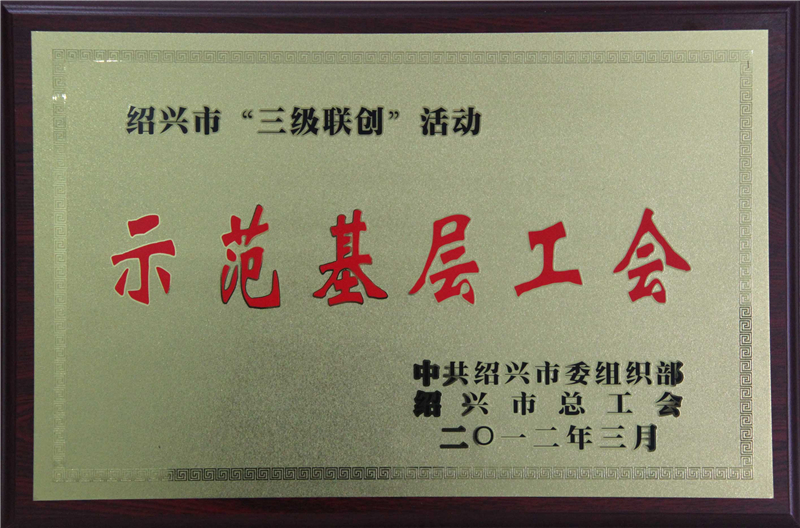 绍兴市“三级联创”活动
示范基层工会
中共绍兴市委组织部
绍兴市总工会
二〇一二年三月